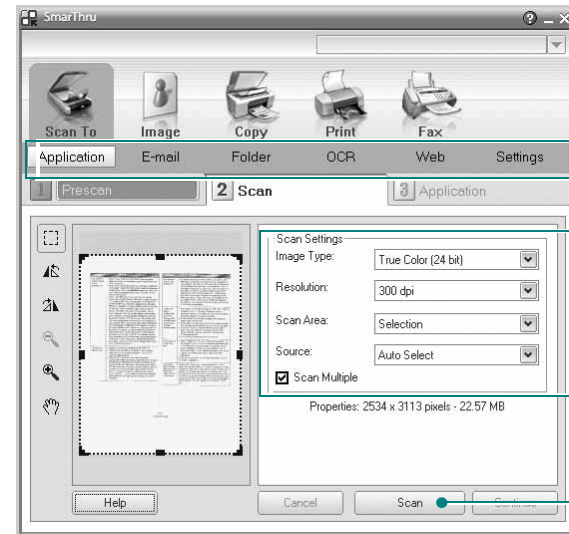 SmarThru
Scan To Image Copy Print Fax
Application E-mail Folder OCR Web Settings
1 Prescan 2 Scan 3 Application
Scan Settings
Image Type: True Color (24 bit)
Resolution: 300 dpi
Scan Area: Selection
Source: Auto Select
Scan Multiple
Properties: 2534 x 3113 pixels - 22.57 MB
Help Cancel Scan Continue